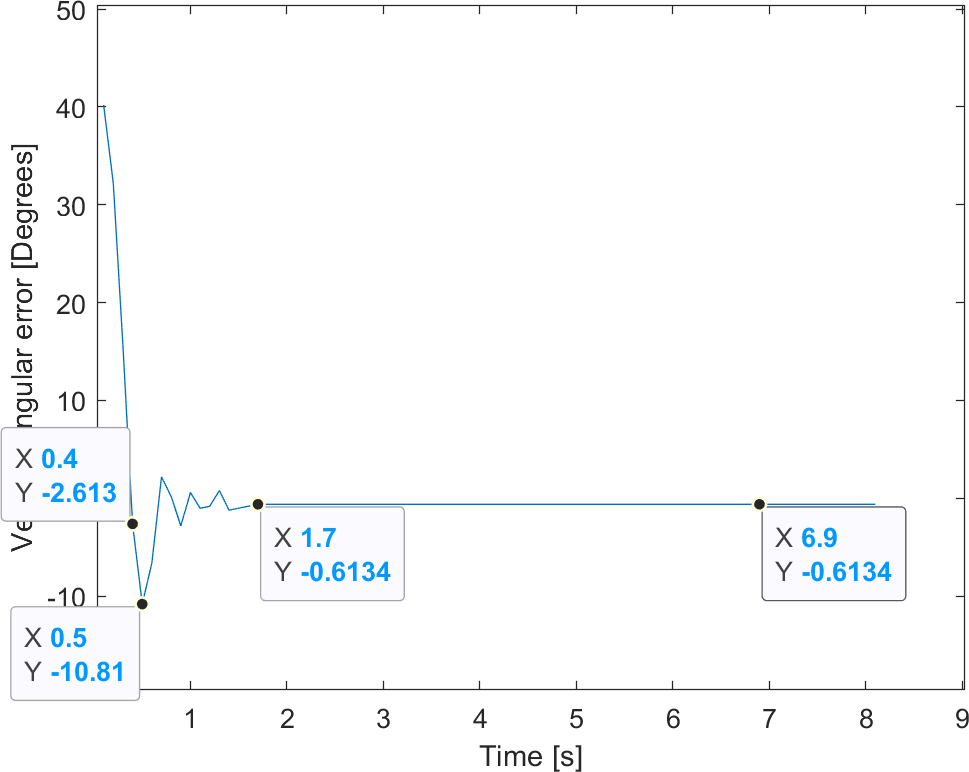 50
40
30
20
10
-10
Ve ngular error [Degrees]
X 0.4
Y -2.613
X 0.5
Y -10.81
X 1.7
Y -0.6134
X 6.9
Y -0.6134
1 2 3 4 5 6 7 8 9
Time [s]